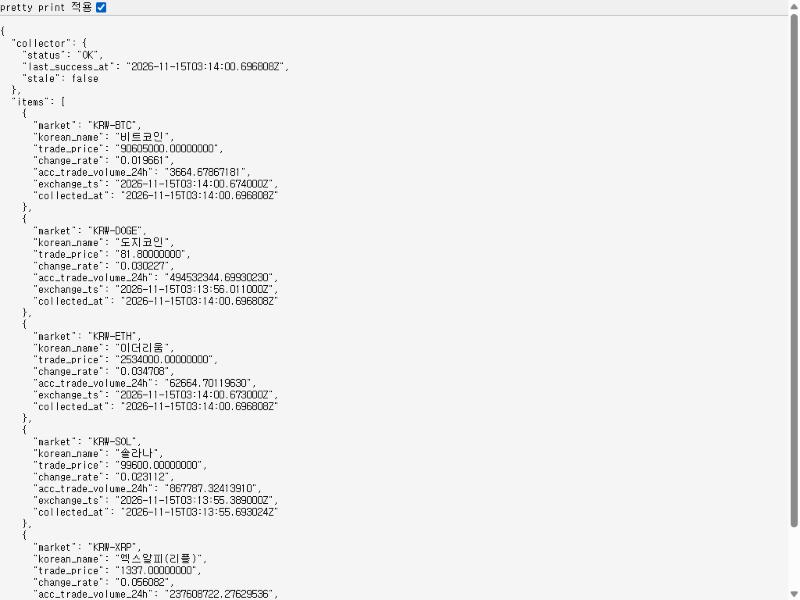 pretty print 적용
{
  "collector": {
    "status": "OK",
    "last_success_at": "2026-11-15T03:14:00.696808Z",
    "stale": false
  },
  "items": [
    {
      "market": "KRW-BTC",
      "korean_name": "비트코인",
      "trade_price": "90605000.00000000",
      "change_rate": "0.019661",
      "acc_trade_volume_24h": "3664.67867181",
      "exchange_ts": "2026-11-15T03:14:00.674000Z",
      "collected_at": "2026-11-15T03:14:00.696808Z"
    },
    {
      "market": "KRW-DOGE",
      "korean_name": "도지코인",
      "trade_price": "81.80000000",
      "change_rate": "0.030227",
      "acc_trade_volume_24h": "494532344.69930230",
      "exchange_ts": "2026-11-15T03:13:56.011000Z",
      "collected_at": "2026-11-15T03:14:00.696808Z"
    },
    {
      "market": "KRW-ETH",
      "korean_name": "이더리움",
      "trade_price": "2534000.00000000",
      "change_rate": "0.034708",
      "acc_trade_volume_24h": "62664.70119630",
      "exchange_ts": "2026-11-15T03:14:00.673000Z",
      "collected_at": "2026-11-15T03:14:00.696808Z"
    },
    {
      "market": "KRW-SOL",
      "korean_name": "솔라나",
      "trade_price": "99600.00000000",
      "change_rate": "0.023112",
      "acc_trade_volume_24h": "867787.32413910",
      "exchange_ts": "2026-11-15T03:13:55.389000Z",
      "collected_at": "2026-11-15T03:13:55.693024Z"
    },
    {
      "market": "KRW-XRP",
      "korean_name": "엑스알피(리플)",
      "trade_price": "1337.00000000",
      "change_rate": "0.056082",
      "acc_trade_volume_24h": "237608722.27629536",